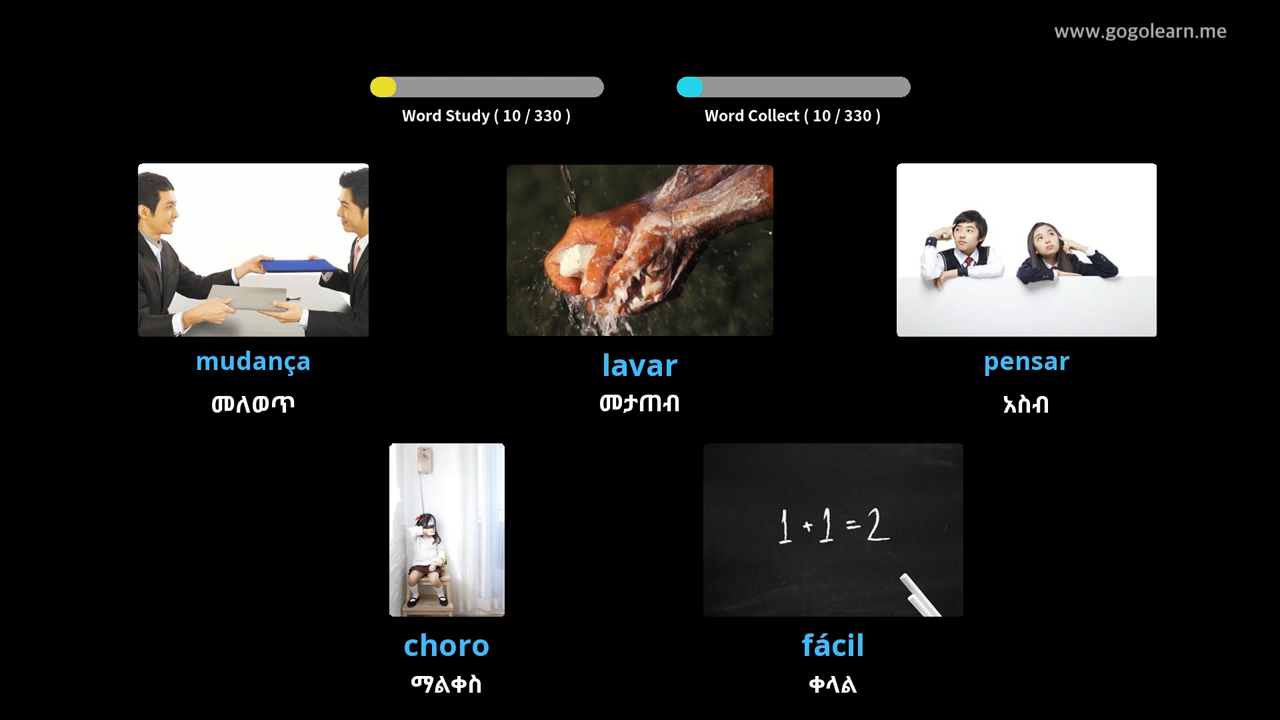 www.gogolearn.me
Word Study ( 10 / 330 )
Word Collect ( 10 / 330 )
mudança
መለወጥ
lavar
መታጠብ
pensar
አስብ
1 + 1 = 2
choro
ማልቀስ
fácil
ቀላል